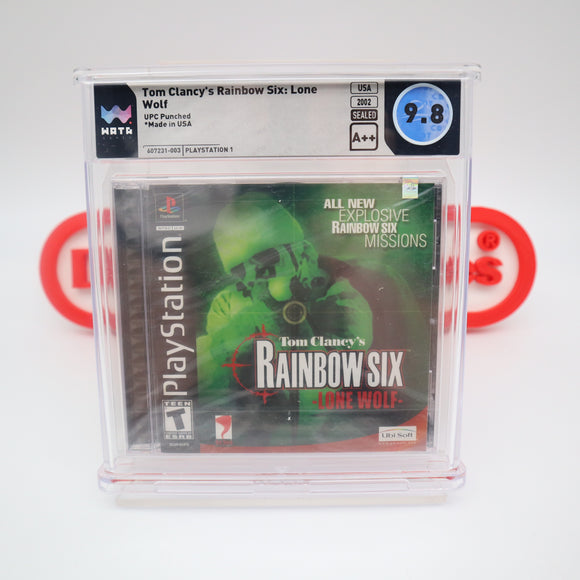 Tom Clancy's Rainbow Six: Lone
Wolf
UPC Punched
*Made in USA
WATA
607231-003 PLAYSTATION 1
USA
2002
SEALED
A++
9.8
PlayStation
ALL NEW
EXPLOSIVE
RAINBOW SIX
MISSIONS
Tom Clancy's
RAINBOW SIX
-LONE WOLF-
TEEN
T
ESRB
Ubi Soft
®